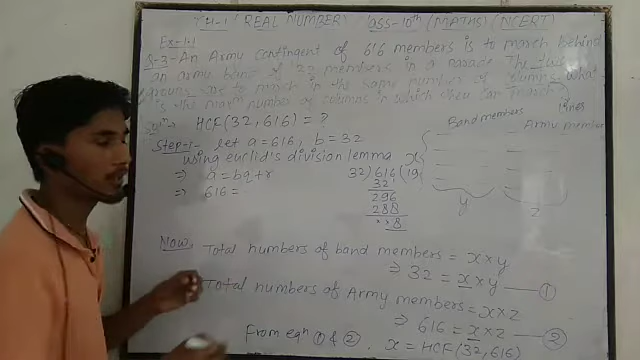 CH-1 REAL NUMBER CLASS-10th (MATHS) (NCERT)
Ex-1.1
Q-3- An Army contingent of 616 members is to march behind
an army band of 32 members in a parade. The two
groups are to march in the same number of columns. what
is the number of columns in which they can march
HCF(32,616) = ?
Band members Army member
Step-1- let a=616, b=32
using euclid's division lemma
⇒ a=bq+r
⇒ 616=
32)616(19
32
296
288
8
x
y
z
Now, Total numbers of band members = x×y
⇒ 32 = x×y — ①
Total numbers of Army members = x×z
⇒ 616 = x×z — ②
From eqn ① & ②. x = HCF(32,616)